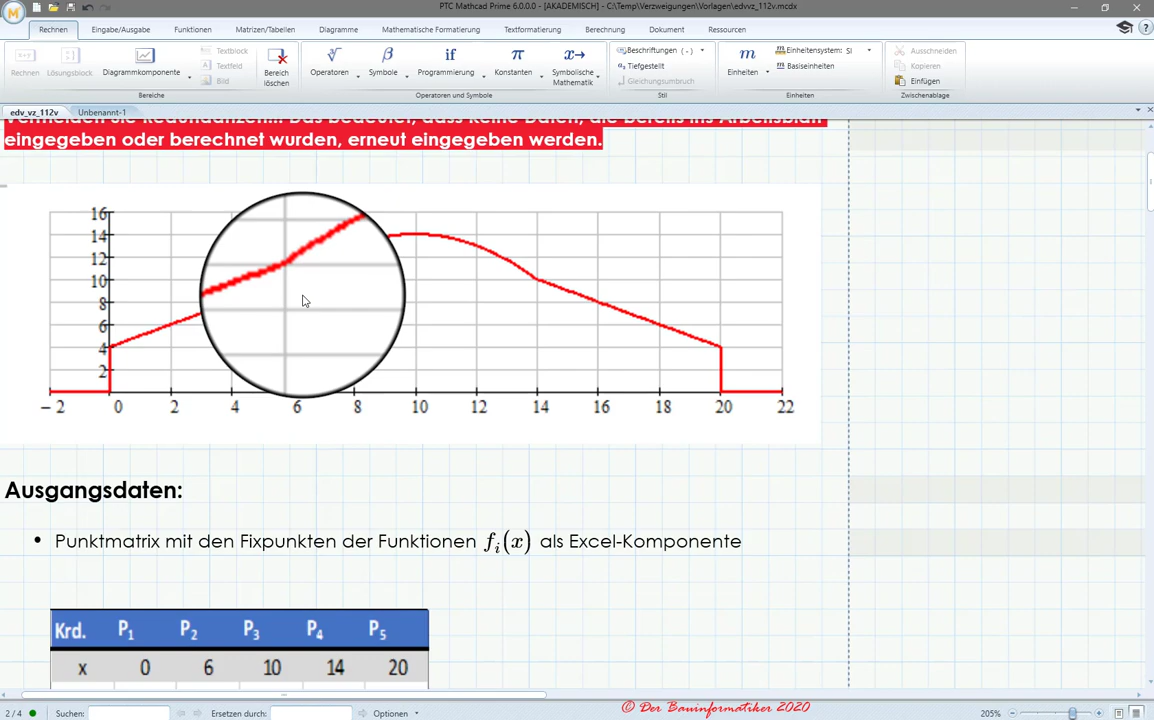 PTC Mathcad Prime 6.0.0.0 - [AKADEMISCH] - C:\Temp\Verzweigungen\Vorlagen\edvvz_112v.mcdx
Rechnen Eingabe/Ausgabe Funktionen Matrizen/Tabellen Diagramme Mathematische Formatierung Textformatierung Berechnung Dokument Ressourcen
Rechnen Lösungsblock Diagrammkomponente Textblock Textfeld Bild Bereich löschen
Operatoren Symbole Programmierung Konstanten Symbolische Mathematik
Beschriftungen ( - ) Tiefgestellt Gleichungsumbruch
Einheiten Einheitensystem: SI Basiseinheiten
Ausschneiden Kopieren Einfügen
Bereiche Operatoren und Symbole Stil Einheiten Zwischenablage
edv_vz_112v Unbenannt-1
eingegeben oder berechnet wurden, erneut eingegeben werden.
16
14
12
10
8
6
4
2
−2 0 2 4 6 8 10 12 14 16 18 20 22
Ausgangsdaten:
• Punktmatrix mit den Fixpunkten der Funktionen fᵢ(x) als Excel-Komponente
Krd. P₁ P₂ P₃ P₄ P₅
x 0 6 10 14 20
2/4 Suchen: Ersetzen durch: Optionen 205%
© Der Bauinformatiker 2020